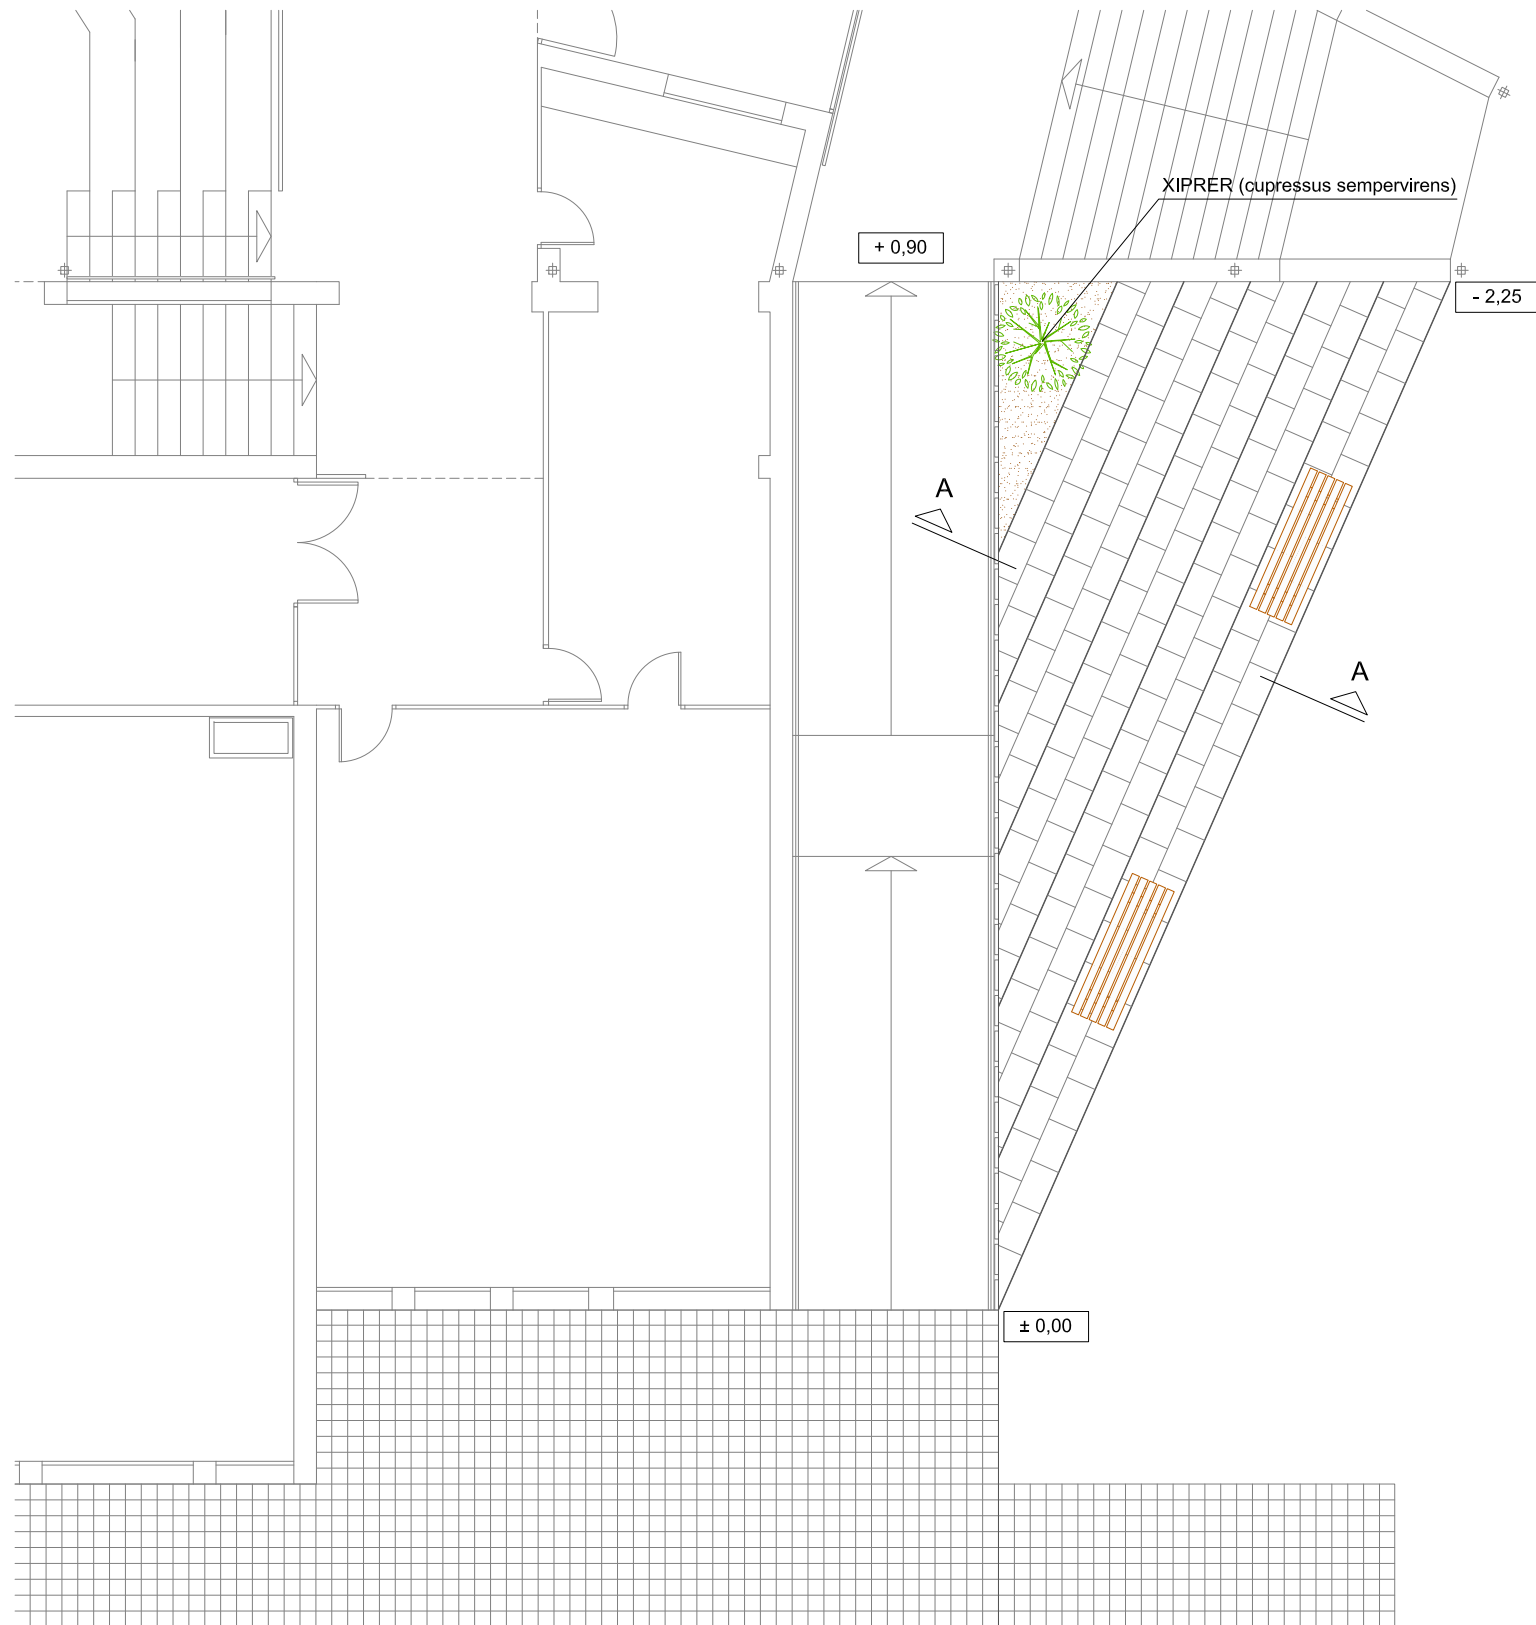 XIPRER (cupressus sempervirens)
+ 0,90
- 2,25
A
A
± 0,00